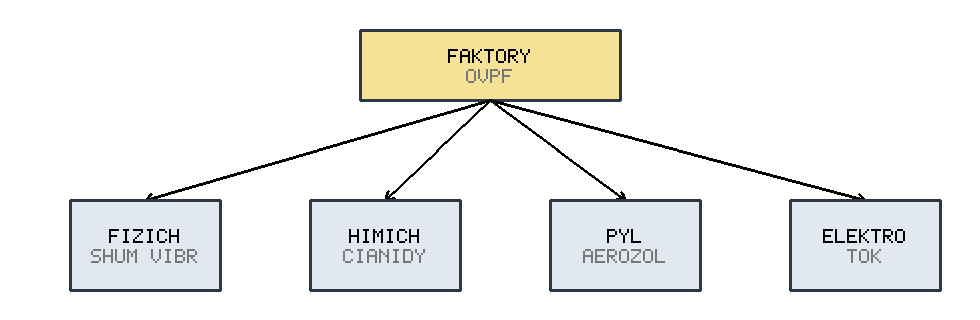 FAKTORY
OVPF
FIZICH
SHUM VIBR
HIMICH
CIANIDY
PYL
AEROZOL
ELEKTRO
TOK